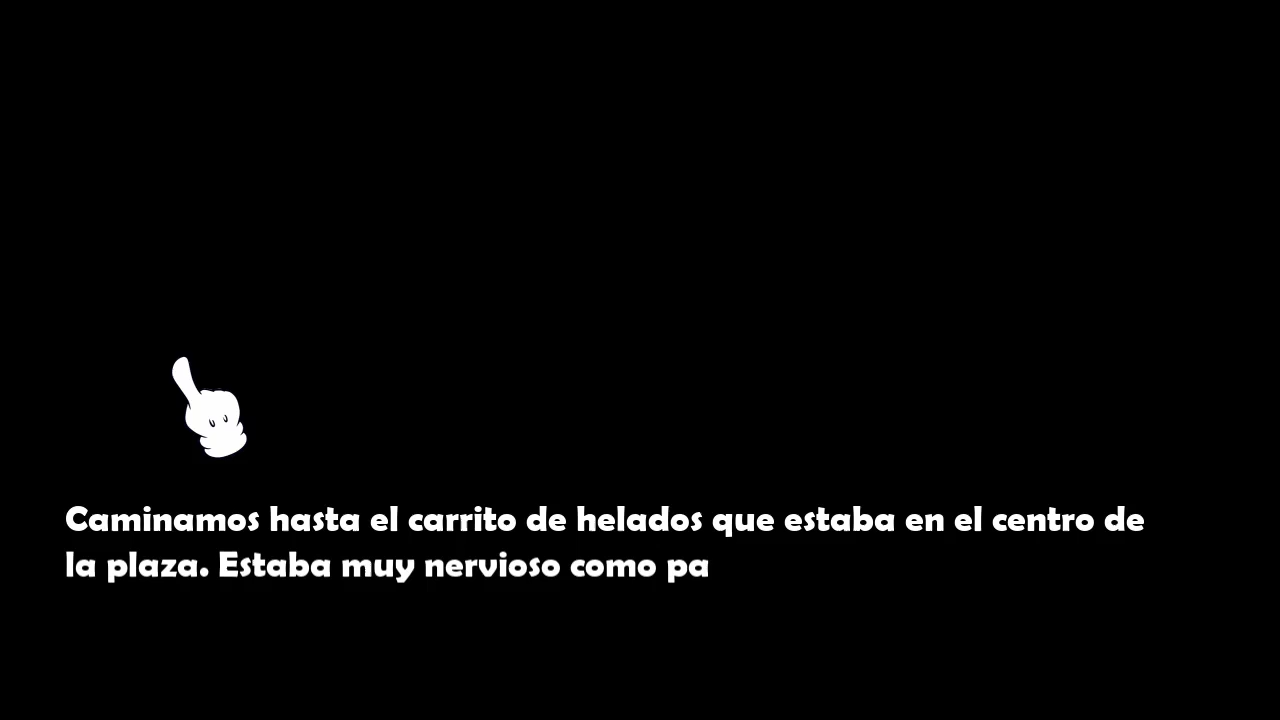 Caminamos hasta el carrito de helados que estaba en el centro de
la plaza. Estaba muy nervioso como pa